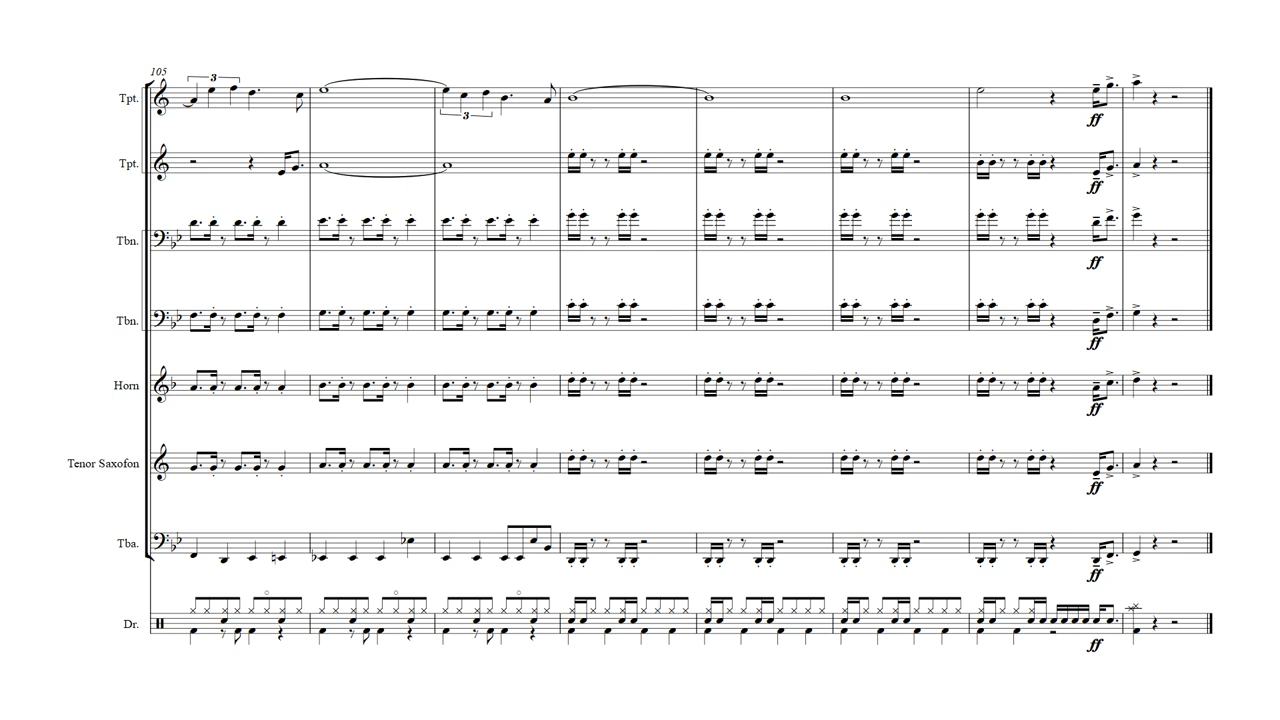 105
3
Tpt.
3
ff
Tpt.
ff
Tbn.
ff
Tbn.
ff
Horn
ff
Tenor Saxofon
ff
Tba.
ff
Dr.
ff